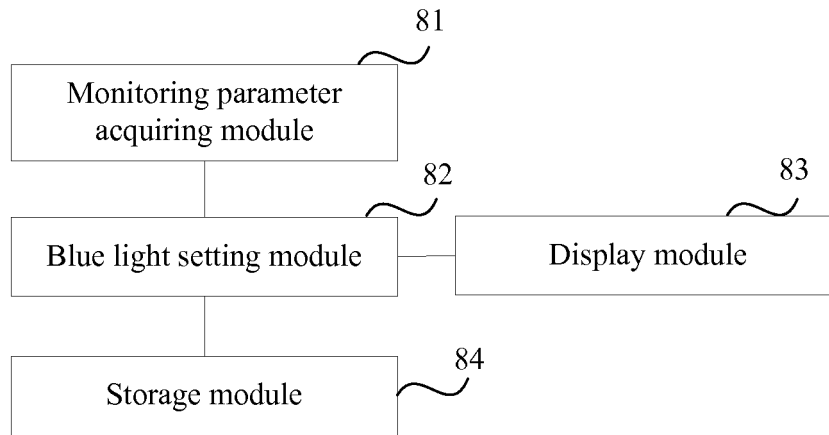 81
Monitoring parameter
acquiring module
82
Blue light setting module
83
Display module
84
Storage module